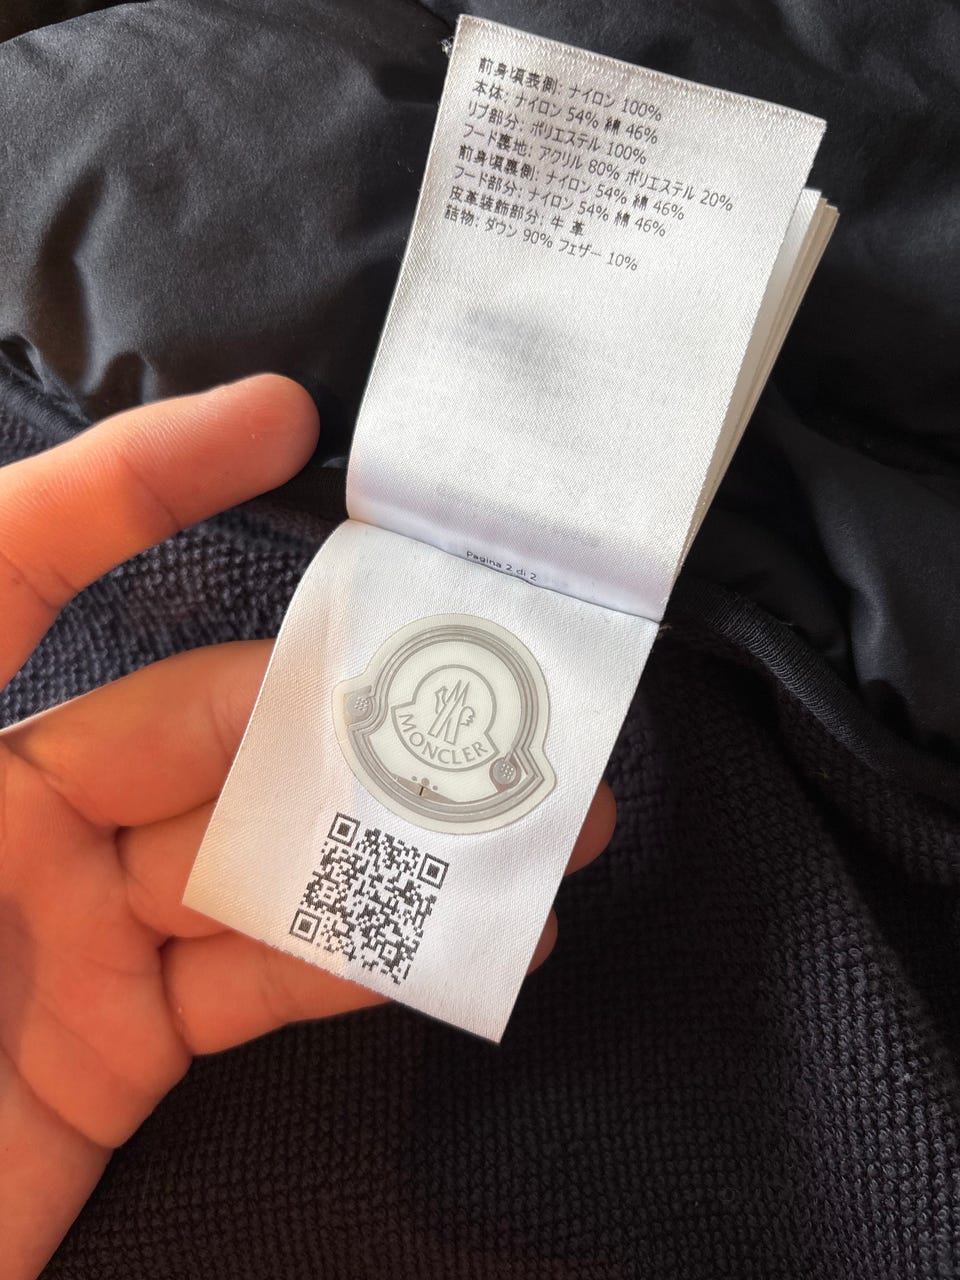 前身頃表側: ナイロン 100%
本体: ナイロン 54% 綿 46%
リブ部分: ポリエステル 100%
フード裏地: アクリル 80% ポリエステル 20%
前身頃裏側: ナイロン 54% 綿 46%
フード部分: ナイロン 54% 綿 46%
皮革装飾部分: 牛 革
詰物: ダウン 90% フェザー 10%
Pagina 2 di 2
MONCLER